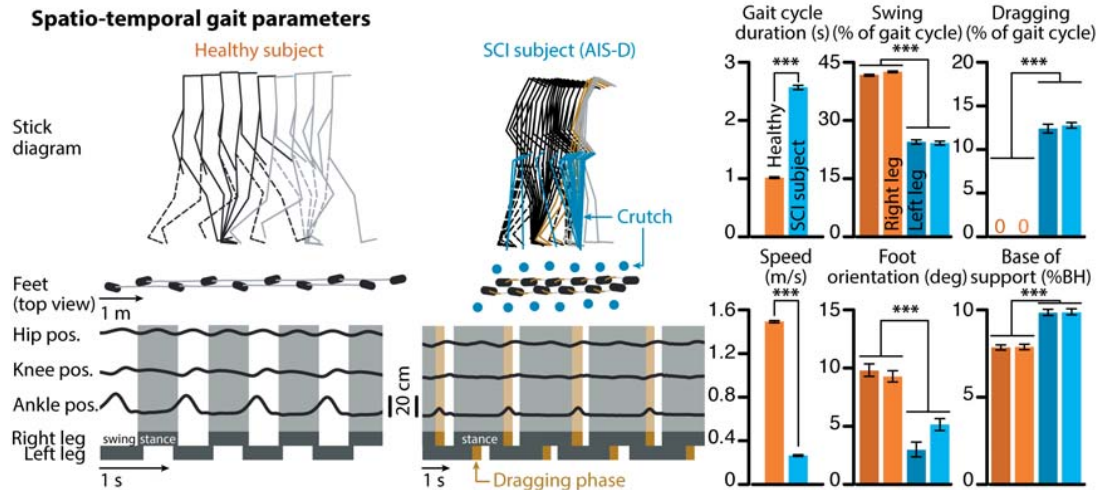 Spatio-temporal gait parameters
Healthy subject
SCI subject (AIS-D)
Stick
diagram
Crutch
Feet
(top view)
1 m
Hip pos.
Knee pos.
Ankle pos.
20 cm
Right leg
swing
stance
stance
Left leg
1 s
1 s
Dragging phase
Gait cycle
duration (s)
3
2
1
0
***
Healthy
SCI subject
Swing
(% of gait cycle)
45
30
15
0
***
Right leg
Left leg
Dragging
(% of gait cycle)
20
15
10
5
0
***
0 0
Speed
(m/s)
1.6
1.2
0.8
0.4
0
***
Foot
orientation (deg)
15
10
5
0
***
Base of
support (%BH)
10
5
0
***